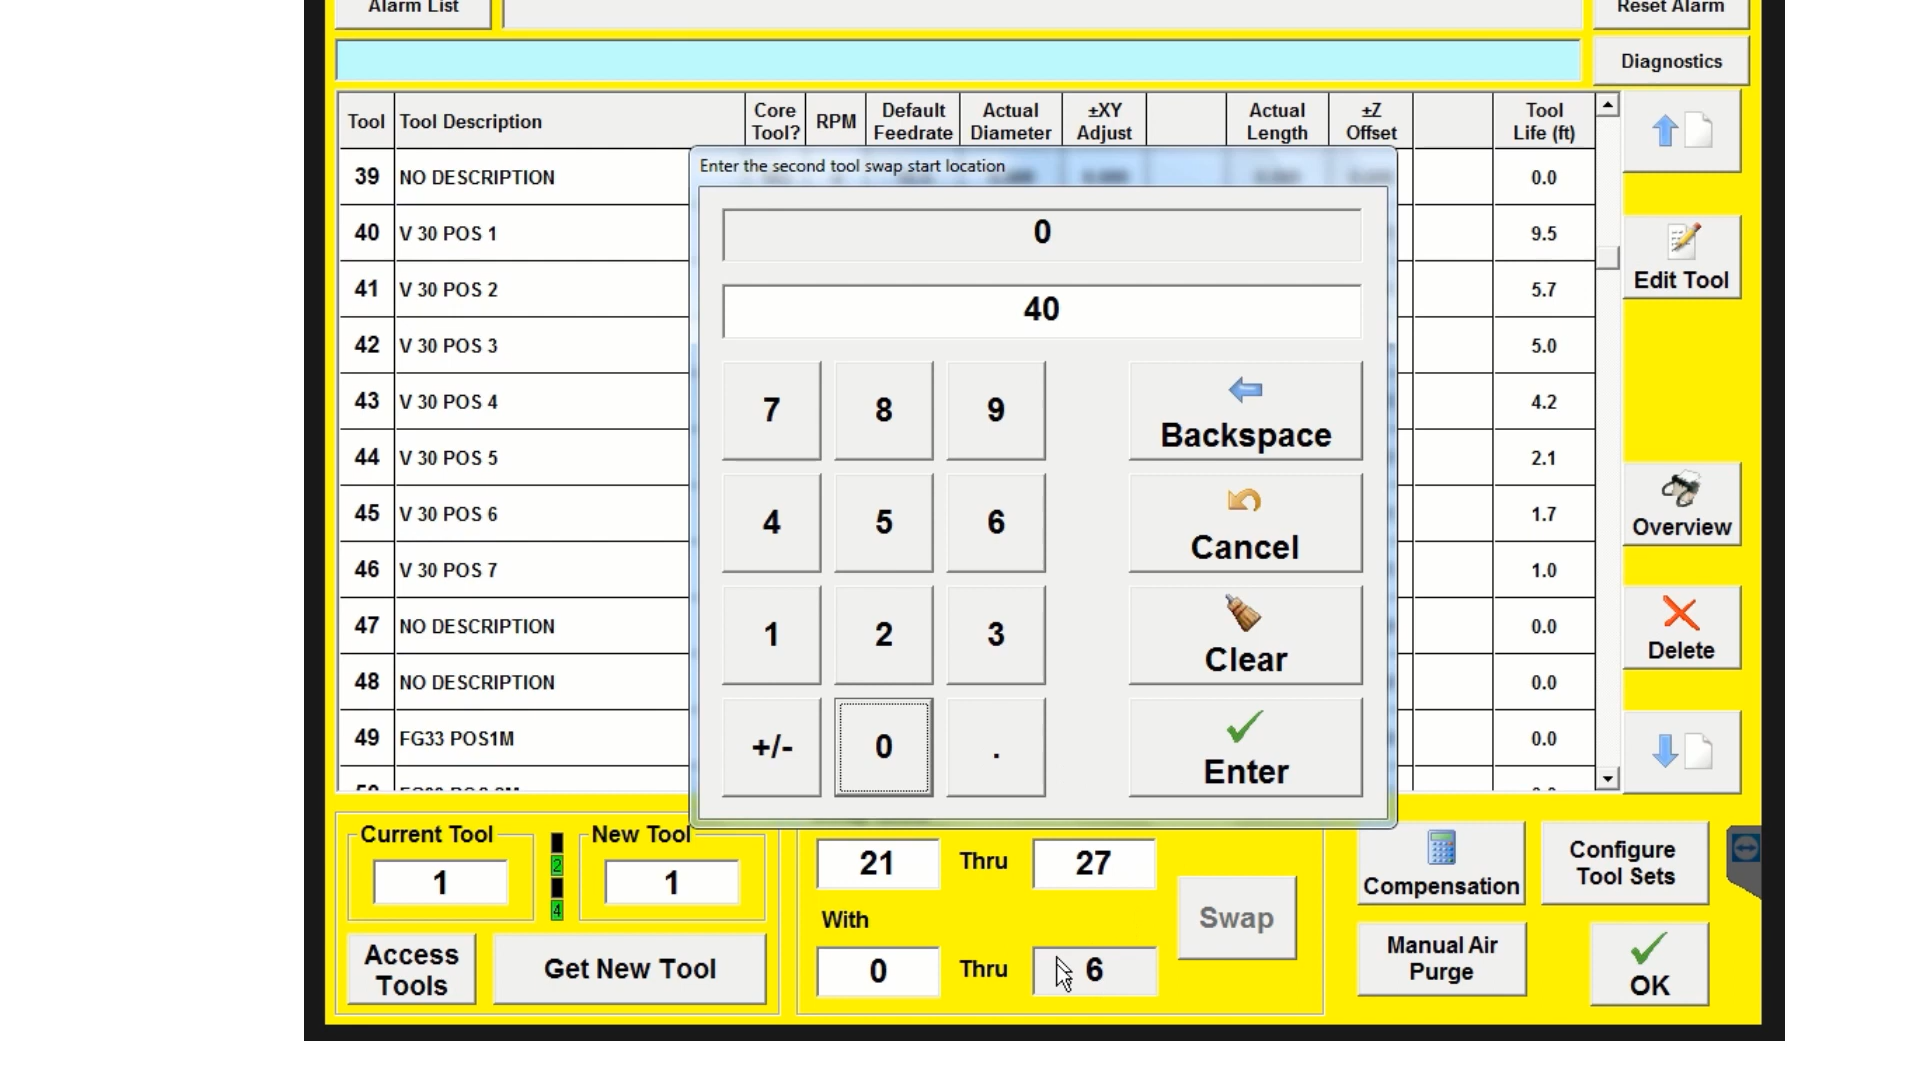 Alarm List
Reset Alarm
Diagnostics
Tool Tool Description Core Tool? RPM Default Feedrate Actual Diameter ±XY Adjust Actual Length ±Z Offset Tool Life (ft)
Enter the second tool swap start location
39 NO DESCRIPTION 0.0
40 V 30 POS 1 9.5
41 V 30 POS 2 5.7
42 V 30 POS 3 5.0
43 V 30 POS 4 4.2
44 V 30 POS 5 2.1
45 V 30 POS 6 1.7
46 V 30 POS 7 1.0
47 NO DESCRIPTION 0.0
48 NO DESCRIPTION 0.0
49 FG33 POS1M 0.0
0
40
7 8 9 Backspace
4 5 6 Cancel
1 2 3 Clear
+/- 0 . Enter
Edit Tool
Overview
Delete
Current Tool
1
2
4
New Tool
1
Access
Tools
Get New Tool
21 Thru 27
With
0 Thru 6
Swap
Compensation
Configure
Tool Sets
Manual Air
Purge
OK